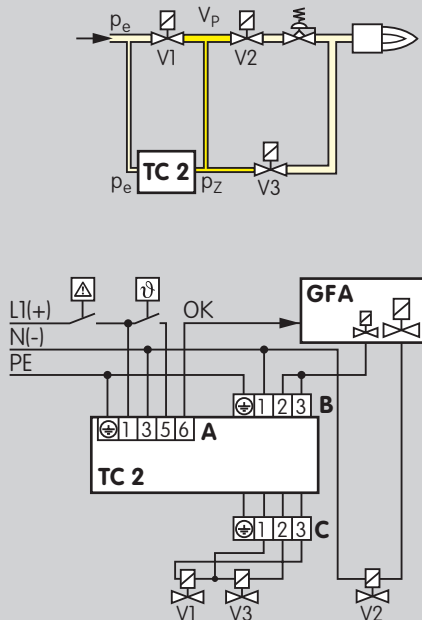 pe Vp
V1 V2
TC 2
pe pZ V3
L1(+) ϑ OK GFA
N(-)
PE
1 2 3 B
1 3 5 6 A
TC 2
1 2 3 C
V1 V3 V2